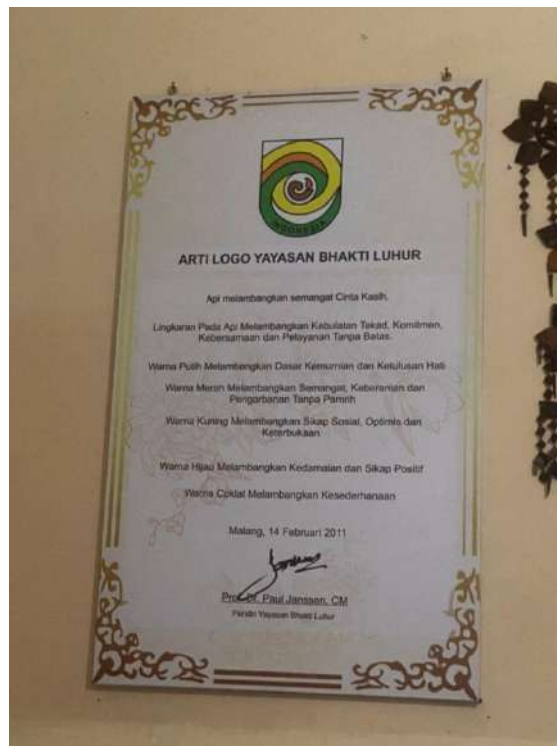 INDONESIA
ARTI LOGO YAYASAN BHAKTI LUHUR
Api melambangkan semangat Cinta Kasih.
Lingkaran Pada Api Melambangkan Kebulatan Tekad, Komitmen,
Kebersamaan dan Pelayanan Tanpa Batas.
Warna Putih Melambangkan Dasar Kemurnian dan Ketulusan Hati
Warna Merah Melambangkan Semangat, Keberanian dan
Pengorbanan Tanpa Pamrih
Warna Kuning Melambangkan Sikap Sosial, Optimis dan
Keterbukaan
Warna Hijau Melambangkan Kedamaian dan Sikap Positif
Warna Coklat Melambangkan Kesederhanaan
Malang, 14 Februari 2011
Prof. Dr. Paul Janssen, CM
Pendiri Yayasan Bhakti Luhur